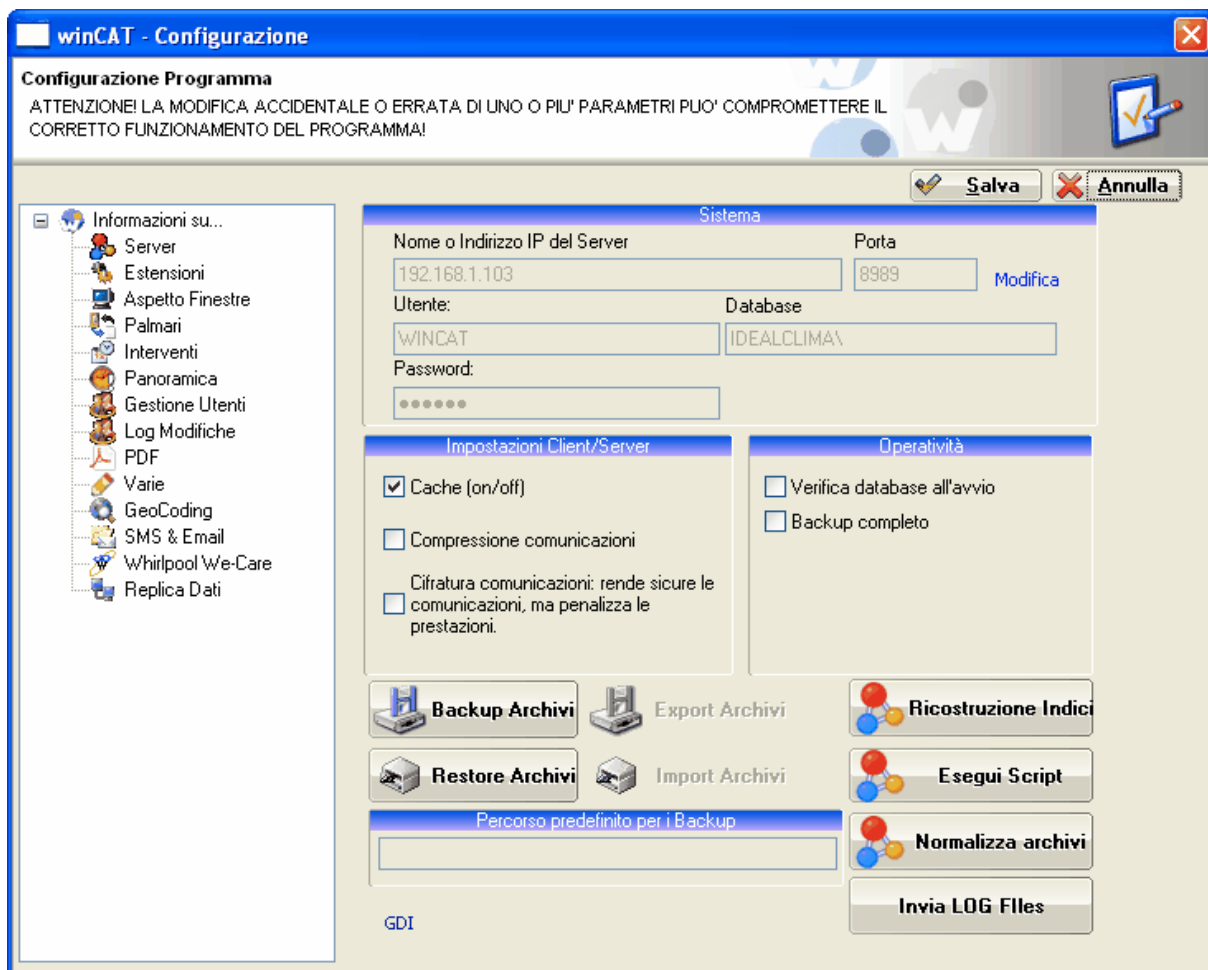 winCAT - Configurazione
Configurazione Programma
ATTENZIONE! LA MODIFICA ACCIDENTALE O ERRATA DI UNO O PIU' PARAMETRI PUO' COMPROMETTERE IL
CORRETTO FUNZIONAMENTO DEL PROGRAMMA!
Salva
Annulla
Informazioni su...
Server
Estensioni
Aspetto Finestre
Palmari
Interventi
Panoramica
Gestione Utenti
Log Modifiche
PDF
Varie
GeoCoding
SMS & Email
Whirlpool We-Care
Replica Dati
Sistema
Nome o Indirizzo IP del Server
Porta
192.168.1.103
8989
Modifica
Utente:
Database
WINCAT
IDEALCLIMA\
Password:
●●●●●●
Impostazioni Client/Server
Cache (on/off)
Compressione comunicazioni
Cifratura comunicazioni: rende sicure le
comunicazioni, ma penalizza le
prestazioni.
Operatività
Verifica database all'avvio
Backup completo
Backup Archivi
Export Archivi
Ricostruzione Indici
Restore Archivi
Import Archivi
Esegui Script
Percorso predefinito per i Backup
Normalizza archivi
Invia LOG FIles
GDI